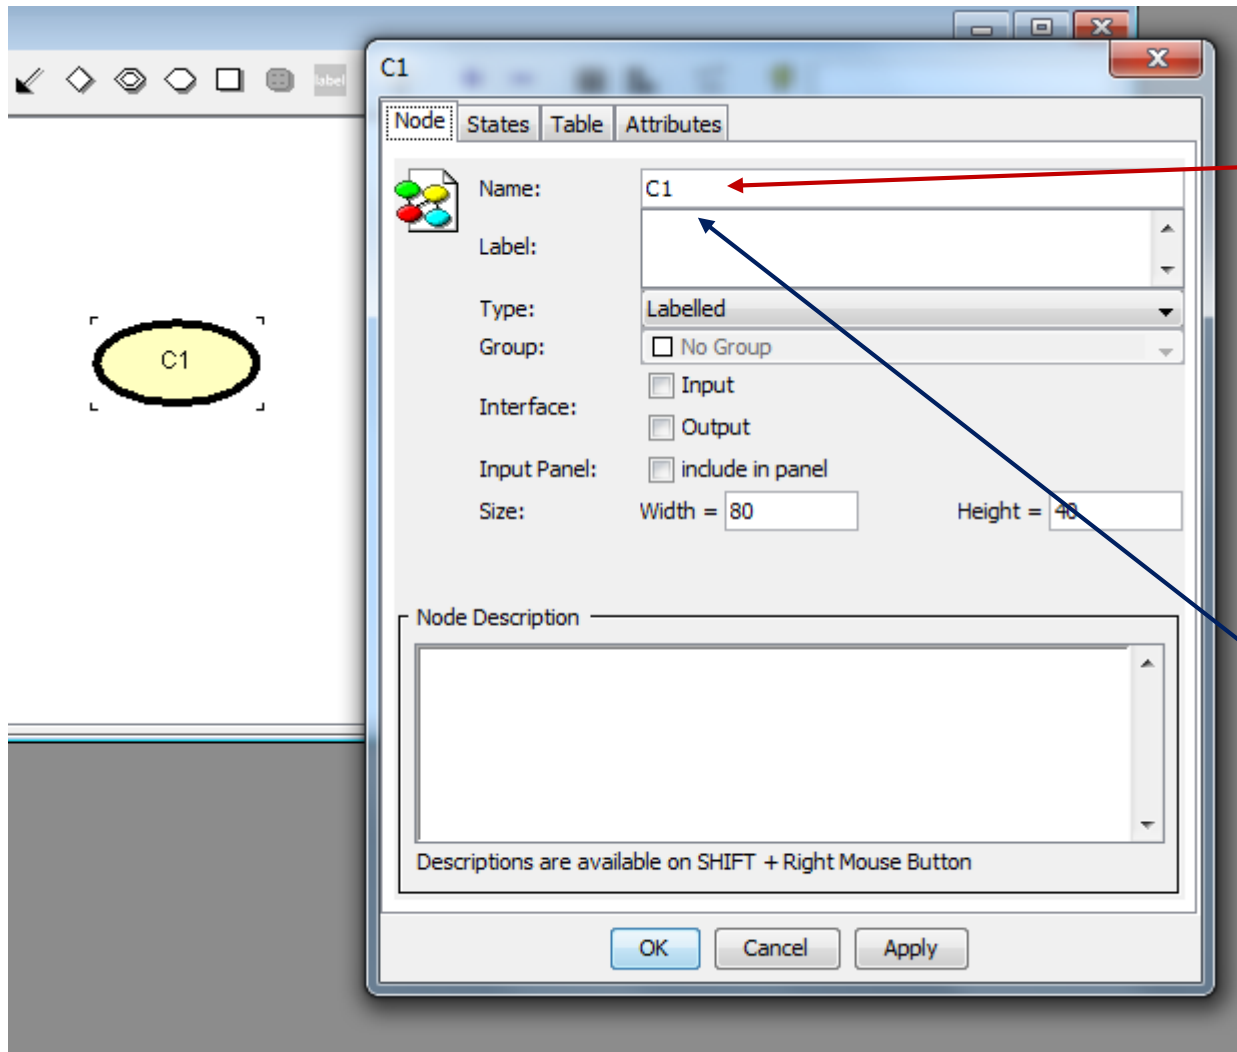 label
C1
C1
Node States Table Attributes
Name: C1
Label:
Type: Labelled
Group: No Group
Interface: Input
Output
Input Panel: include in panel
Size: Width = 80 Height = 40
Node Description
Descriptions are available on SHIFT + Right Mouse Button
OK Cancel Apply